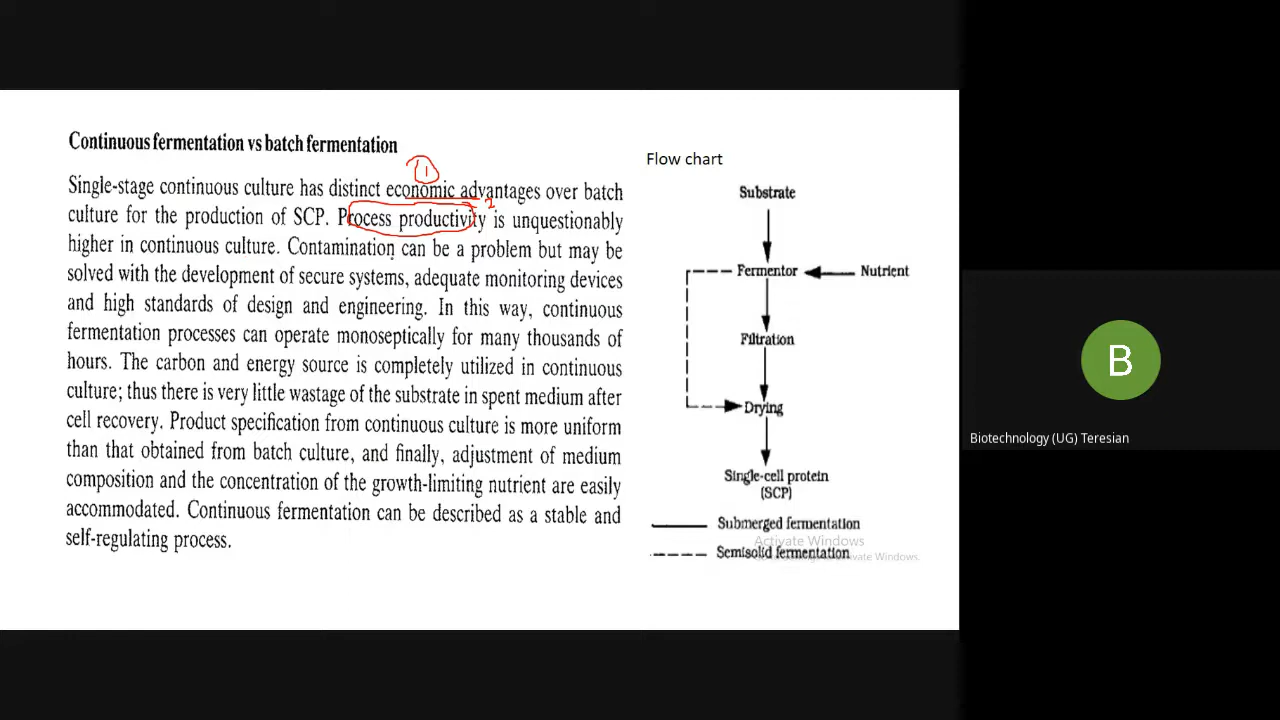 Continuous fermentation vs batch fermentation
1
Single-stage continuous culture has distinct economic advantages over batch
2
culture for the production of SCP. Process productivity is unquestionably
higher in continuous culture. Contamination can be a problem but may be
solved with the development of secure systems, adequate monitoring devices
and high standards of design and engineering. In this way, continuous
fermentation processes can operate monoseptically for many thousands of
hours. The carbon and energy source is completely utilized in continuous
culture; thus there is very little wastage of the substrate in spent medium after
cell recovery. Product specification from continuous culture is more uniform
than that obtained from batch culture, and finally, adjustment of medium
composition and the concentration of the growth-limiting nutrient are easily
accommodated. Continuous fermentation can be described as a stable and
self-regulating process.
Flow chart
Substrate
Fermentor
Nutrient
Filtration
Drying
Single-cell protein
(SCP)
Submerged fermentation
Activate Windows
Semisolid fermentation
Activate Windows.
B
Biotechnology (UG) Teresian